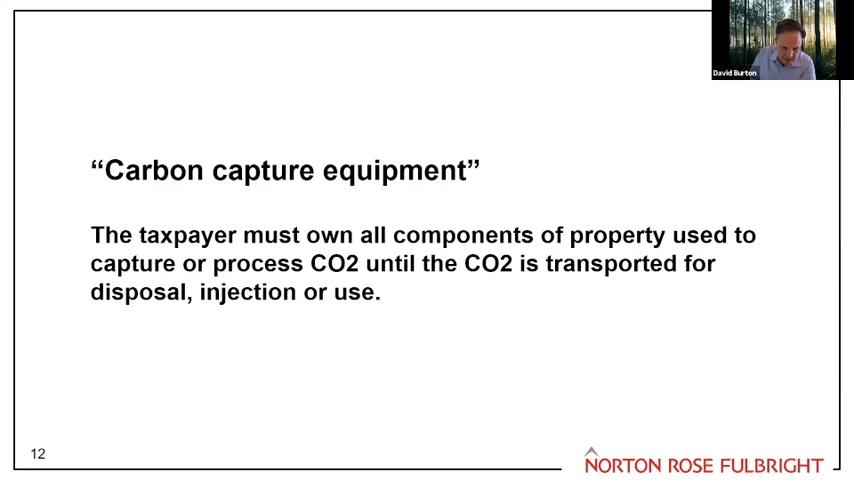 David Burton
“Carbon capture equipment”
The taxpayer must own all components of property used to
capture or process CO2 until the CO2 is transported for
disposal, injection or use.
12
NORTON ROSE FULBRIGHT